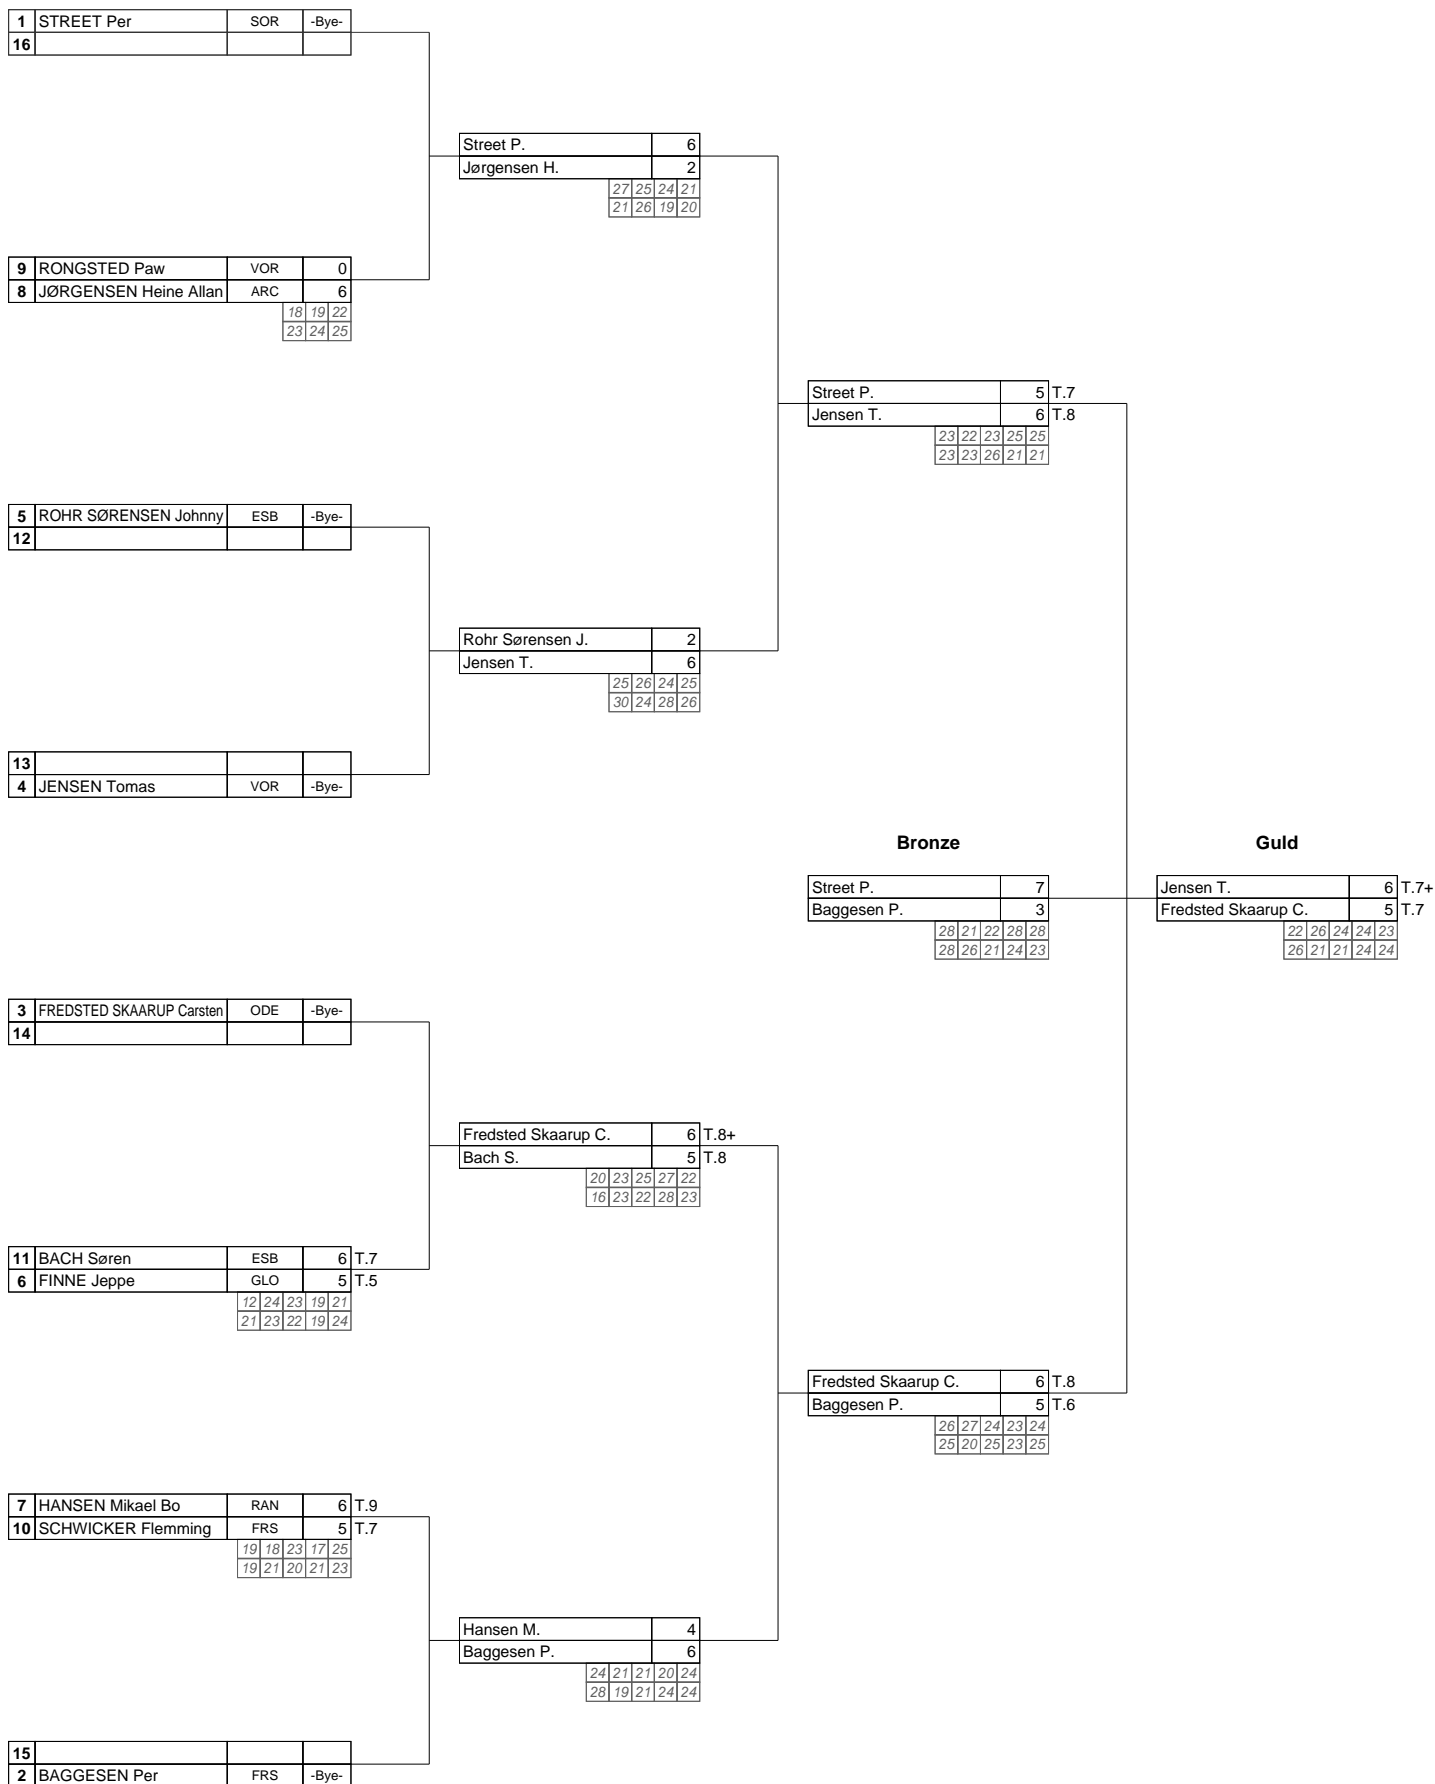 1 STREET Per SOR -Bye-
16
Street P. 6
Jørgensen H. 2
27 25 24 21
21 26 19 20
9 RONGSTED Paw VOR 0
8 JØRGENSEN Heine Allan ARC 6
18 19 22
23 24 25
Street P. 5 T.7
Jensen T. 6 T.8
23 22 23 25 25
23 23 26 21 21
5 ROHR SØRENSEN Johnny ESB -Bye-
12
Rohr Sørensen J. 2
Jensen T. 6
25 26 24 25
30 24 28 26
13
4 JENSEN Tomas VOR -Bye-
Bronze Guld
Street P. 7 Jensen T. 6 T.7+
Baggesen P. 3 Fredsted Skaarup C. 5 T.7
28 21 22 28 28 22 26 24 24 23
28 26 21 24 23 26 21 21 24 24
3 FREDSTED SKAARUP Carsten ODE -Bye-
14
Fredsted Skaarup C. 6 T.8+
Bach S. 5 T.8
20 23 25 27 22
16 23 22 28 23
11 BACH Søren ESB 6 T.7
6 FINNE Jeppe GLO 5 T.5
12 24 23 19 21
21 23 22 19 24
Fredsted Skaarup C. 6 T.8
Baggesen P. 5 T.6
26 27 24 23 24
25 20 25 23 25
7 HANSEN Mikael Bo RAN 6 T.9
10 SCHWICKER Flemming FRS 5 T.7
19 18 23 17 25
19 21 20 21 23
Hansen M. 4
Baggesen P. 6
24 21 21 20 24
28 19 21 24 24
15
2 BAGGESEN Per FRS -Bye-